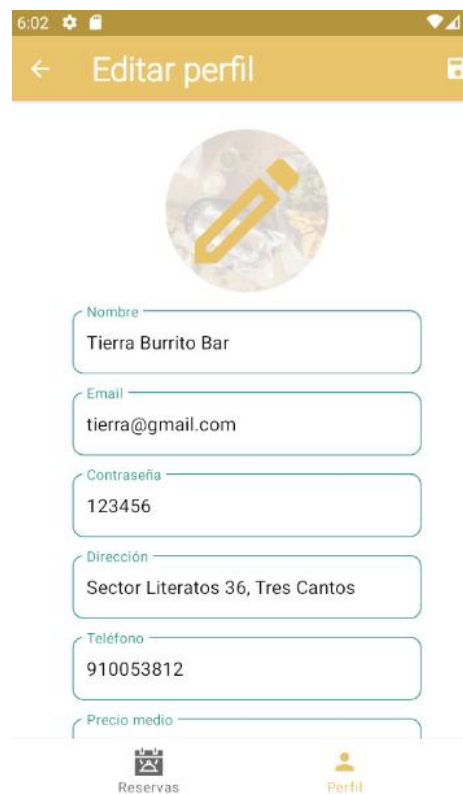 6:02
Editar perfil
Nombre
Tierra Burrito Bar
Email
tierra@gmail.com
Contraseña
123456
Dirección
Sector Literatos 36, Tres Cantos
Teléfono
910053812
Precio medio
Reservas
Perfil